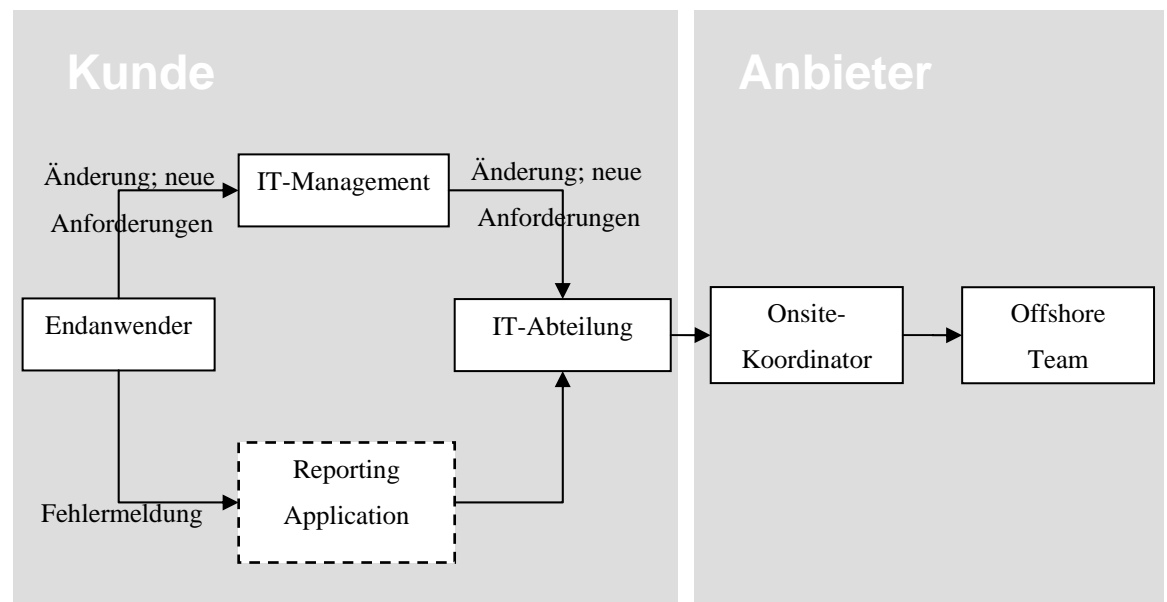 Kunde
Anbieter
Änderung; neue
Anforderungen
IT-Management
Änderung; neue
Anforderungen
Endanwender
IT-Abteilung
Onsite-
Koordinator
Offshore
Team
Fehlermeldung
Reporting
Application